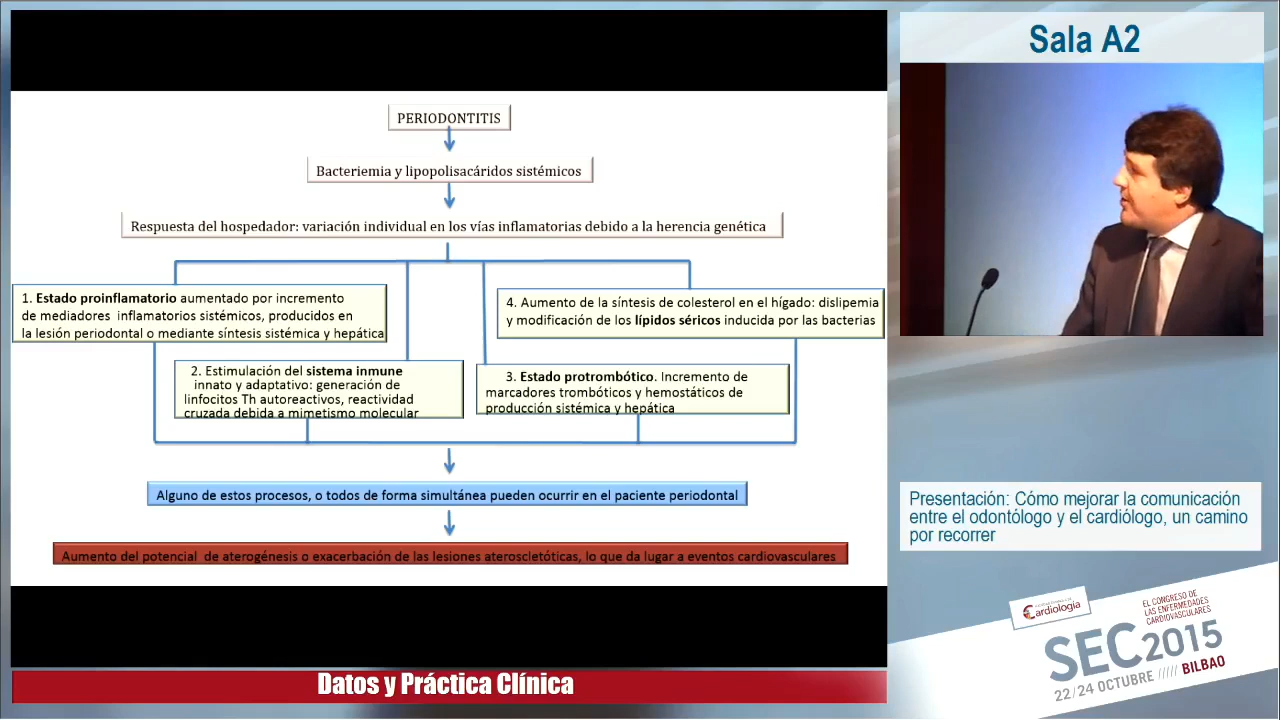 PERIODONTITIS
Bacteriemia y lipopolisacáridos sistémicos
Respuesta del hospedador: variación individual en los vías inflamatorias debido a la herencia genética
1. Estado proinflamatorio aumentado por incremento
de mediadores inflamatorios sistémicos, producidos en
la lesión periodontal o mediante síntesis sistémica y hepática
4. Aumento de la síntesis de colesterol en el hígado: dislipemia
y modificación de los lípidos séricos inducida por las bacterias
2. Estimulación del sistema inmune
innato y adaptativo: generación de
linfocitos Th autoreactivos, reactividad
cruzada debida a mimetismo molecular
3. Estado protrombótico. Incremento de
marcadores trombóticos y hemostáticos de
producción sistémica y hepática
Alguno de estos procesos, o todos de forma simultánea pueden ocurrir en el paciente periodontal
Aumento del potencial de aterogénesis o exacerbación de las lesiones ateroscletóticas, lo que da lugar a eventos cardiovasculares
Datos y Práctica Clínica
Sala A2
Presentación: Cómo mejorar la comunicación
entre el odontólogo y el cardiólogo, un camino
por recorrer
Cardiología
EL CONGRESO
DE LAS ENFERMEDADES
CARDIOVASCULARES
SEC2015
22/24 OCTUBRE ///// BILBAO